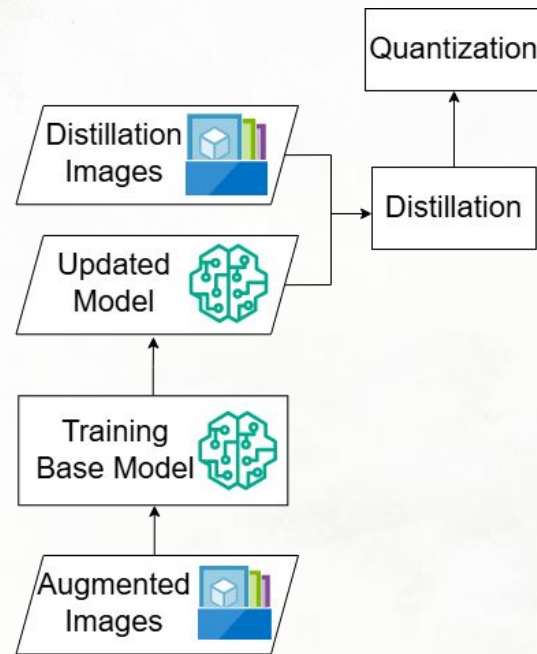 Quantization
Distillation
Images
Distillation
Updated
Model
Training
Base Model
Augmented
Images